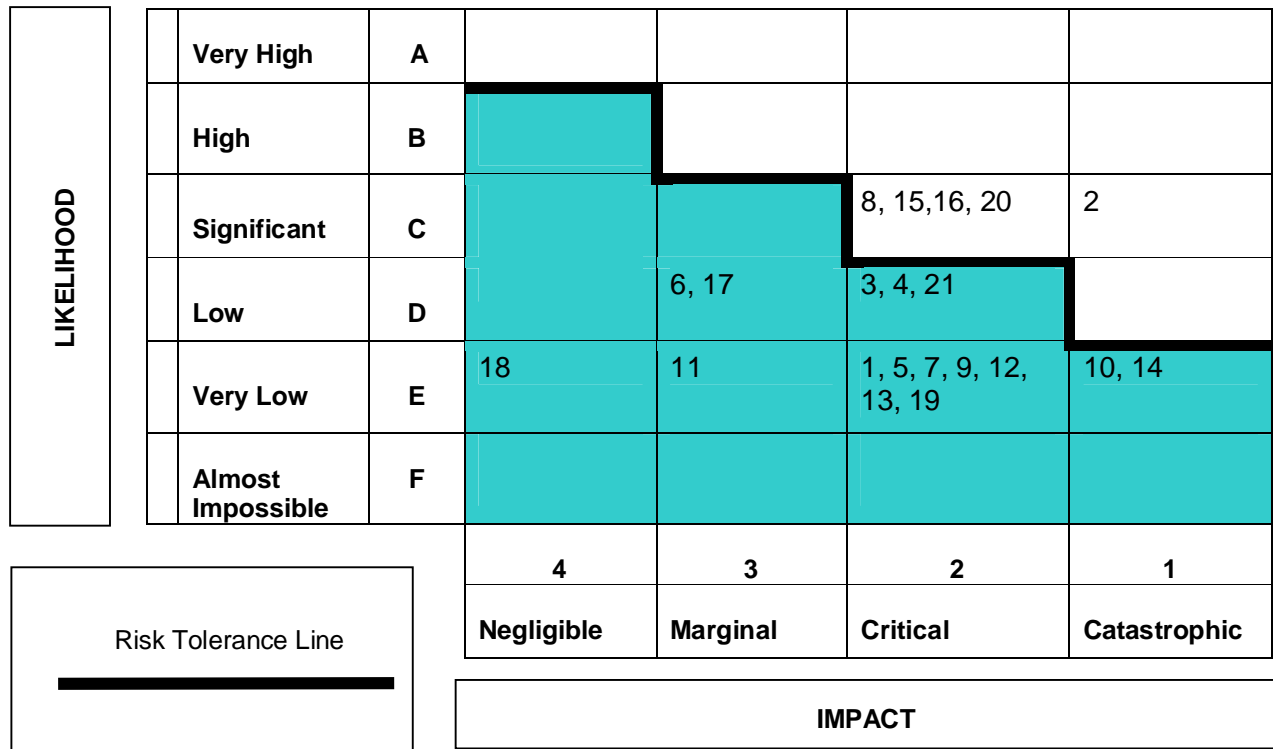 LIKELIHOOD
Very High A
High B
Significant C 8, 15,16, 20 2
Low D 6, 17 3, 4, 21
Very Low E 18 11 1, 5, 7, 9, 12, 10, 14
13, 19
Almost F
Impossible
4 3 2 1
Negligible Marginal Critical Catastrophic
Risk Tolerance Line
IMPACT